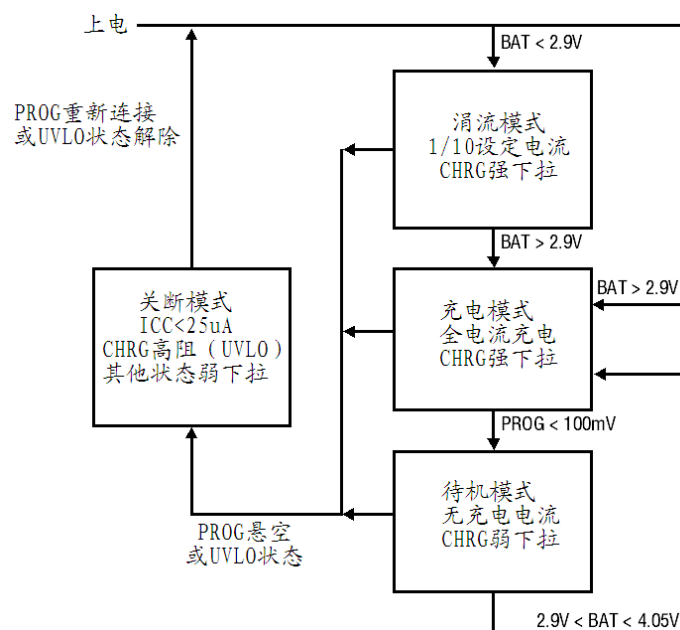 上电
BAT < 2.9V
PROG重新连接
或UVLO状态解除
涓流模式
1/10设定电流
CHRG强下拉
BAT > 2.9V
关断模式
ICC<25uA
CHRG高阻（UVLO）
其他状态弱下拉
充电模式
全电流充电
CHRG强下拉
BAT > 2.9V
PROG < 100mV
待机模式
无充电电流
CHRG弱下拉
PROG悬空
或UVLO状态
2.9V < BAT < 4.05V